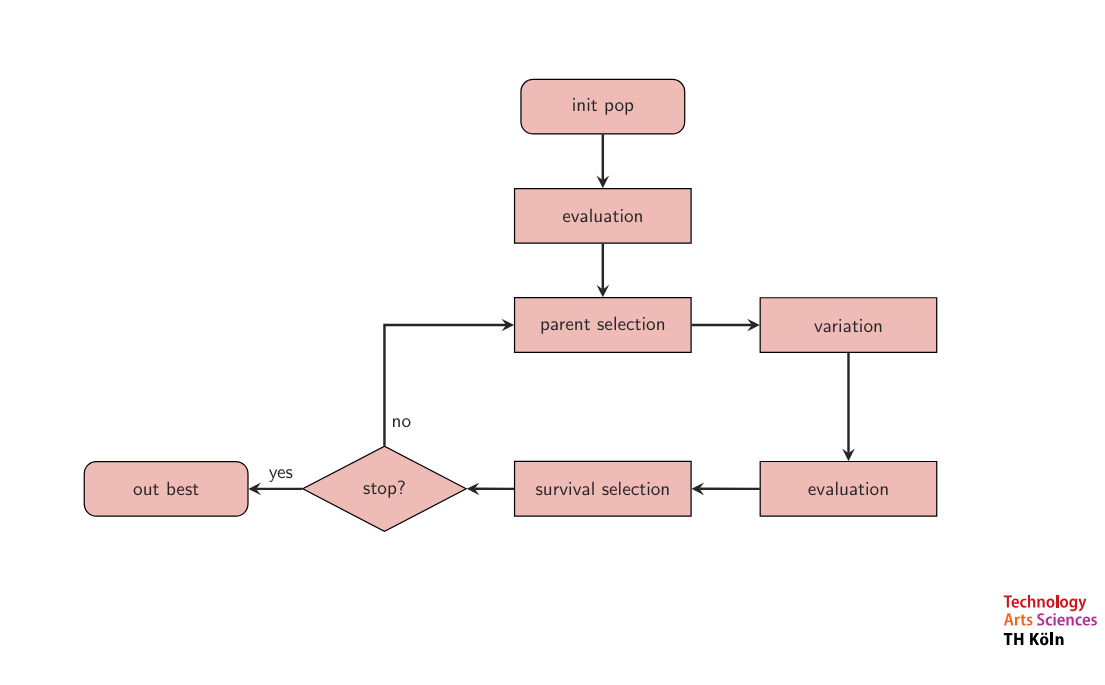 init pop
evaluation
parent selection
variation
no
yes
out best
stop?
survival selection
evaluation
Technology
Arts Sciences
TH Köln